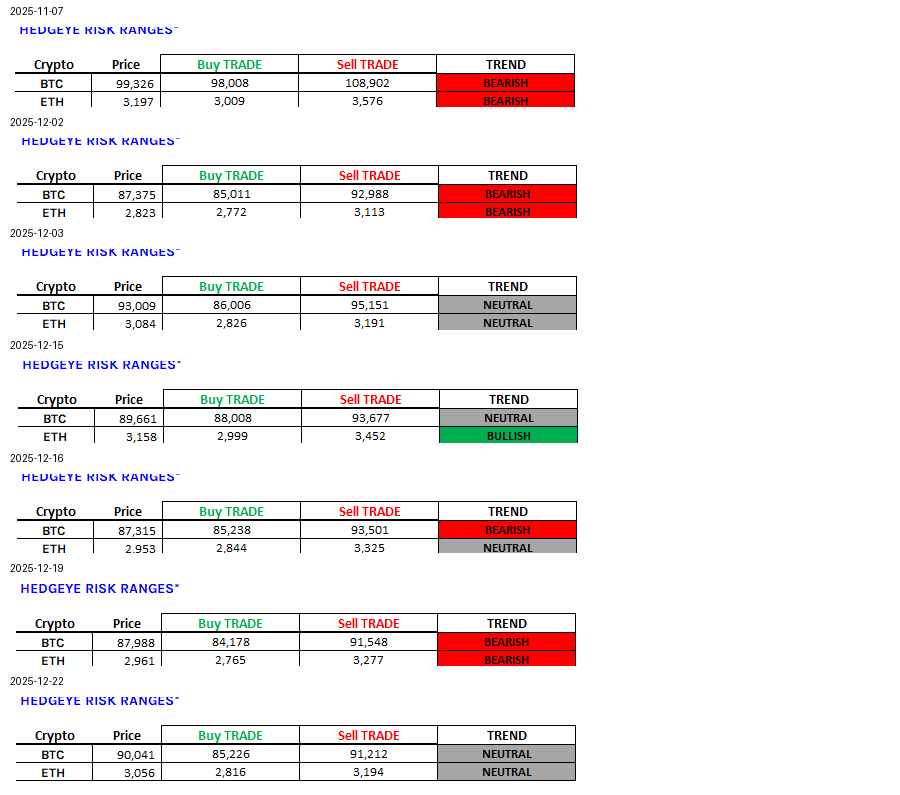 2025-11-07
HEDGEYE RISK RANGES*
Crypto Price Buy TRADE Sell TRADE TREND
BTC 99,326 98,008 108,902 BEARISH
ETH 3,197 3,009 3,576 BEARISH
2025-12-02
HEDGEYE RISK RANGES*
Crypto Price Buy TRADE Sell TRADE TREND
BTC 87,375 85,011 92,988 BEARISH
ETH 2,823 2,772 3,113 BEARISH
2025-12-03
HEDGEYE RISK RANGES*
Crypto Price Buy TRADE Sell TRADE TREND
BTC 93,009 86,006 95,151 NEUTRAL
ETH 3,084 2,826 3,191 NEUTRAL
2025-12-15
HEDGEYE RISK RANGES*
Crypto Price Buy TRADE Sell TRADE TREND
BTC 89,661 88,008 93,677 NEUTRAL
ETH 3,158 2,999 3,452 BULLISH
2025-12-16
HEDGEYE RISK RANGES*
Crypto Price Buy TRADE Sell TRADE TREND
BTC 87,315 85,238 93,501 BEARISH
ETH 2,953 2,844 3,325 NEUTRAL
2025-12-19
HEDGEYE RISK RANGES*
Crypto Price Buy TRADE Sell TRADE TREND
BTC 87,988 84,178 91,548 BEARISH
ETH 2,961 2,765 3,277 BEARISH
2025-12-22
HEDGEYE RISK RANGES*
Crypto Price Buy TRADE Sell TRADE TREND
BTC 90,041 85,226 91,212 NEUTRAL
ETH 3,056 2,816 3,194 NEUTRAL